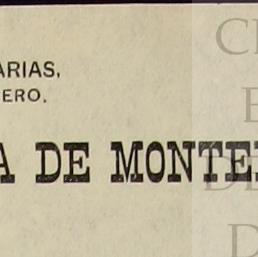 ARIAS,
ERO.
A DE MONTE